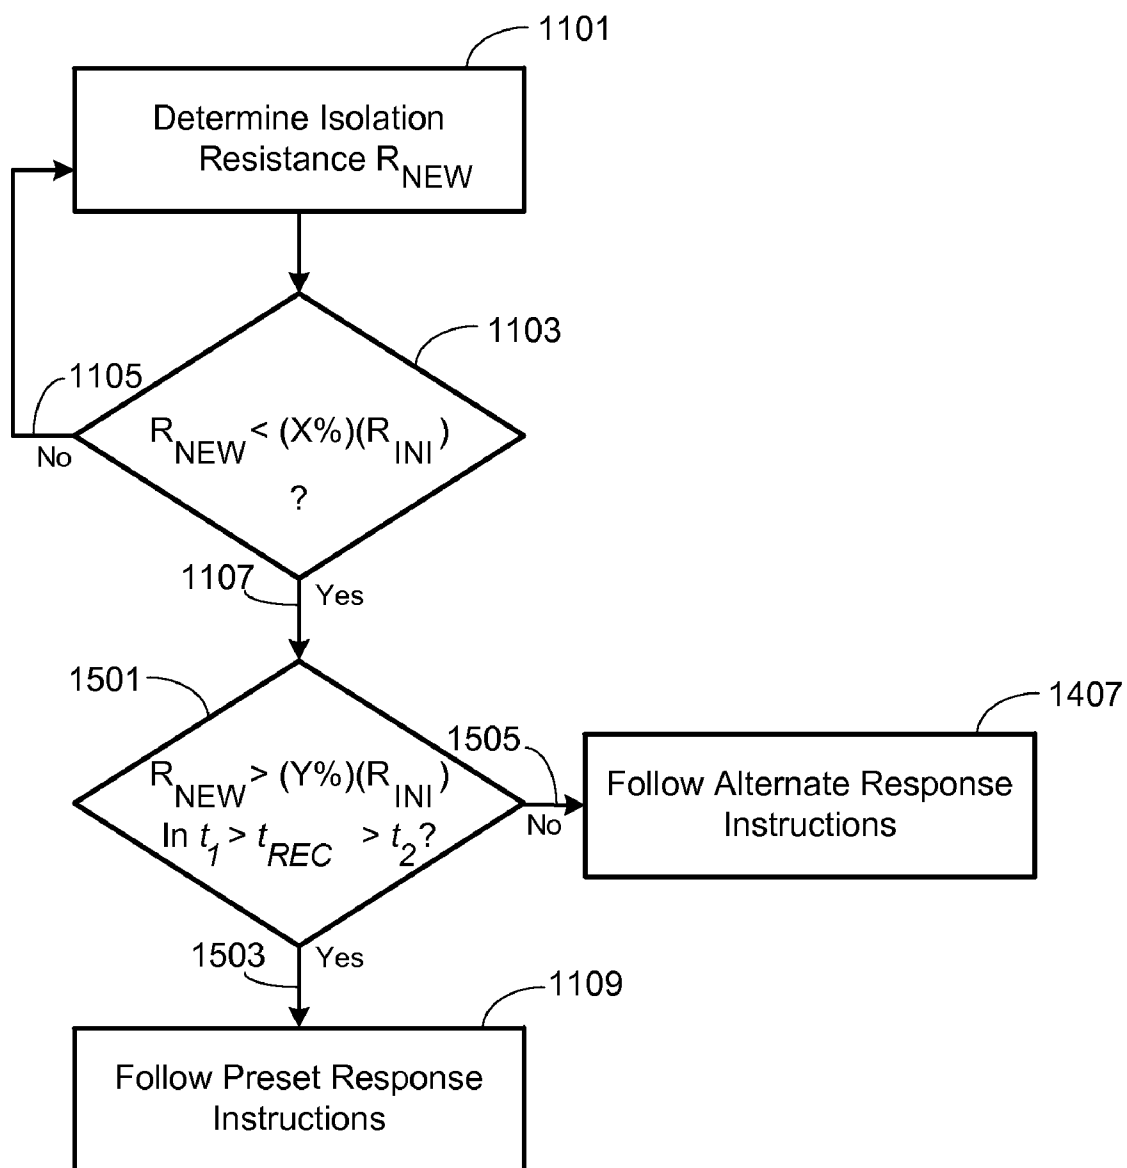 1101
Determine Isolation
Resistance R_NEW
1103
1105
R_NEW < (X%)(R_INI)
?
No
1107
Yes
1501
1407
1505
R_NEW > (Y%)(R_INI)
In t_1 > t_REC > t_2?
No
Follow Alternate Response
Instructions
1503
Yes
1109
Follow Preset Response
Instructions